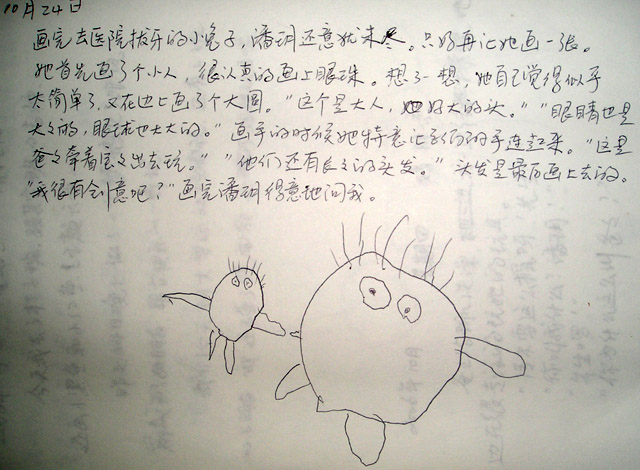 10月24日
画完去医院拔牙的小兔子，潘玥还意犹未尽。只好再让她画一张。
她首先画了个小人，很认真的画上眼珠。想了一想，她自己觉得似乎
太简单了，又在边上画了个大圆。“这个是大人，她好大的头。”“眼睛也是
大大的，眼球也大大的。”画手的时候她特意让他们的手连起来。“这是
爸爸牵着宝宝出去玩。”“他们还有长长的头发。”头发是最后画上去的。
“我很有创意吧？”画完潘玥得意地问我。